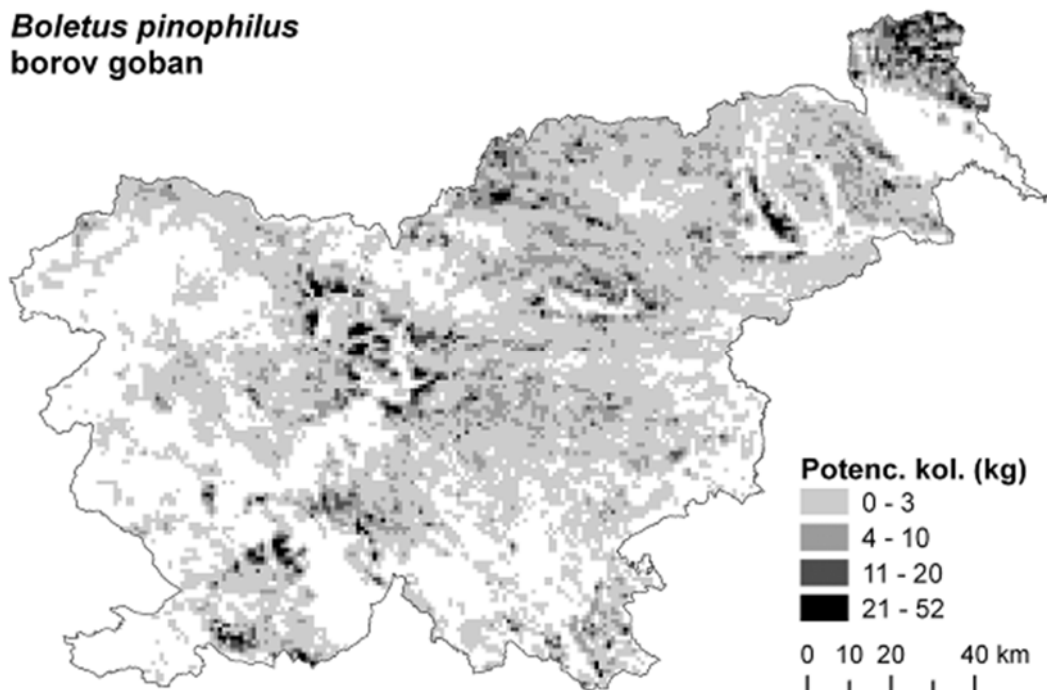 Boletus pinophilus
borov goban
Potenc. kol. (kg)
0 - 3
4 - 10
11 - 20
21 - 52
0 10 20 40 km